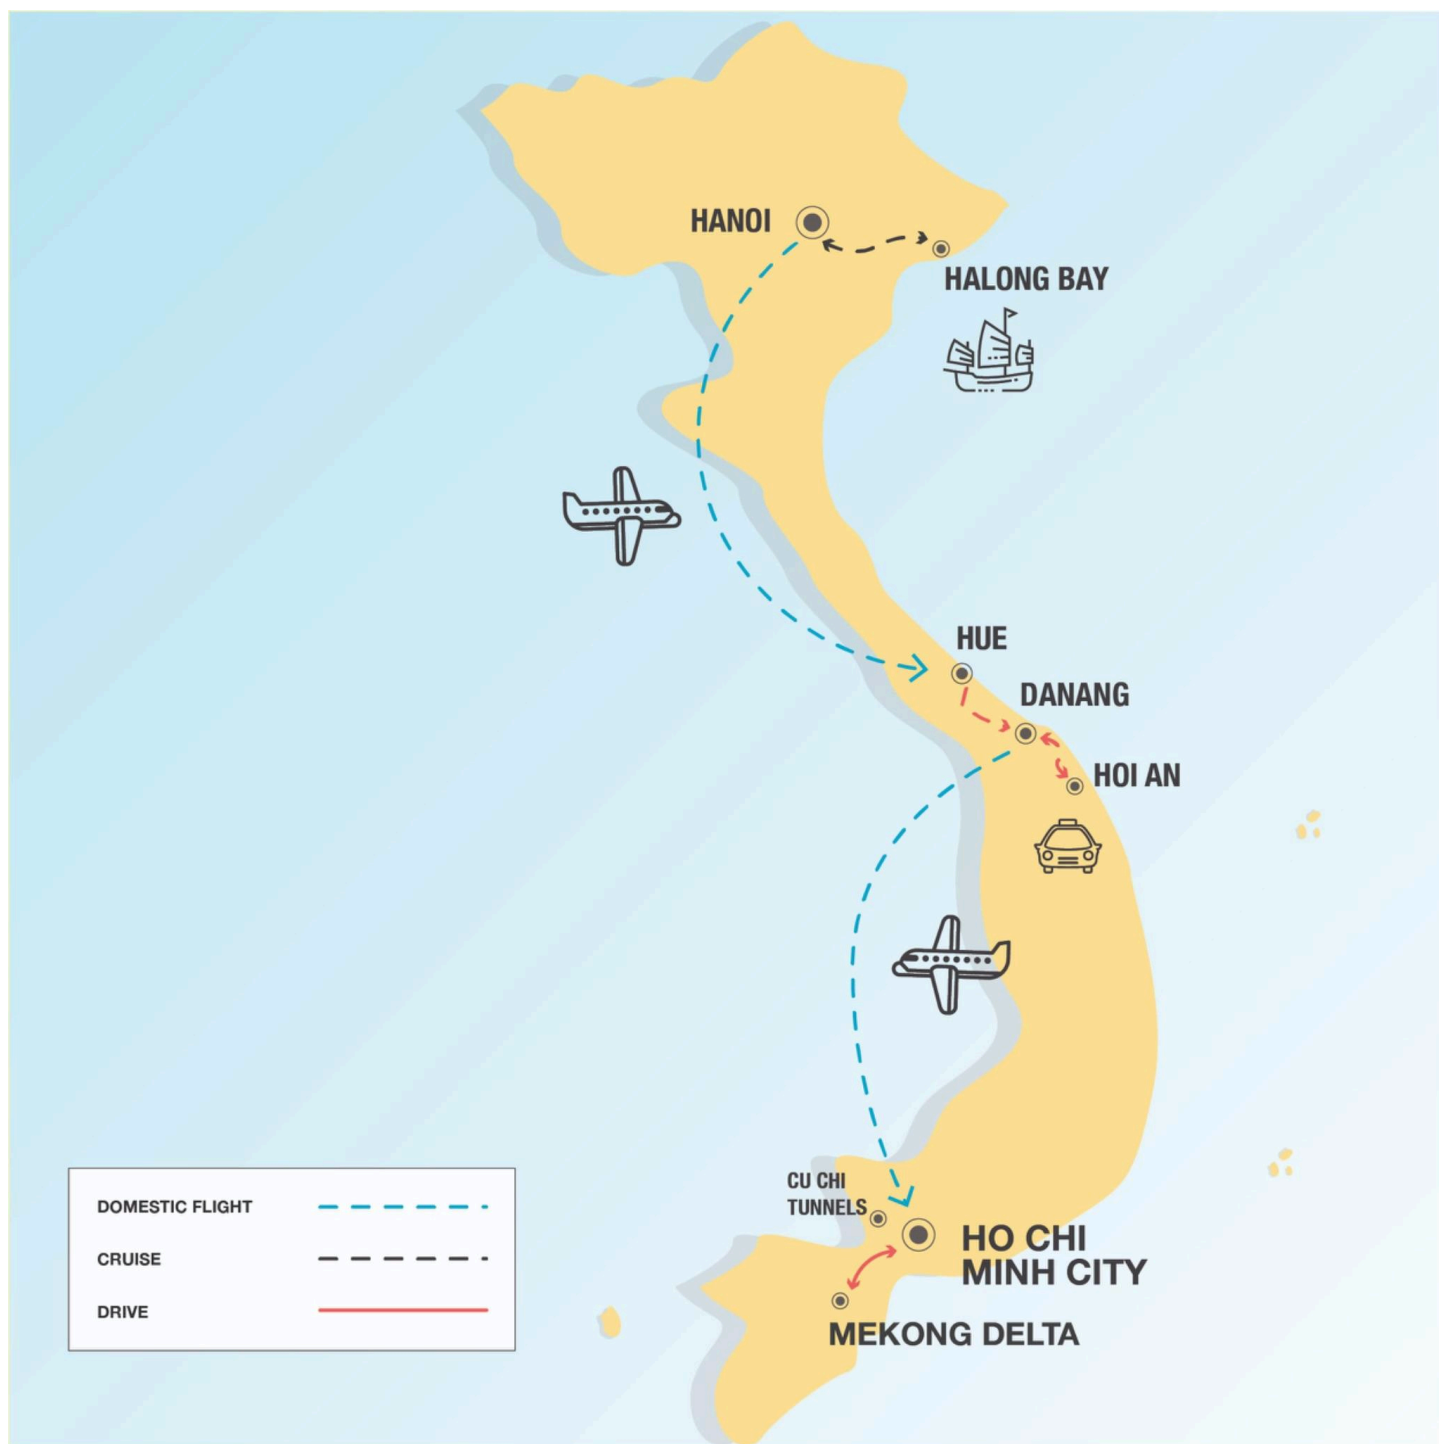 HANOI
HALONG BAY
HUE
DANANG
HOI AN
CU CHI
TUNNELS
HO CHI
MINH CITY
MEKONG DELTA
DOMESTIC FLIGHT
CRUISE
DRIVE